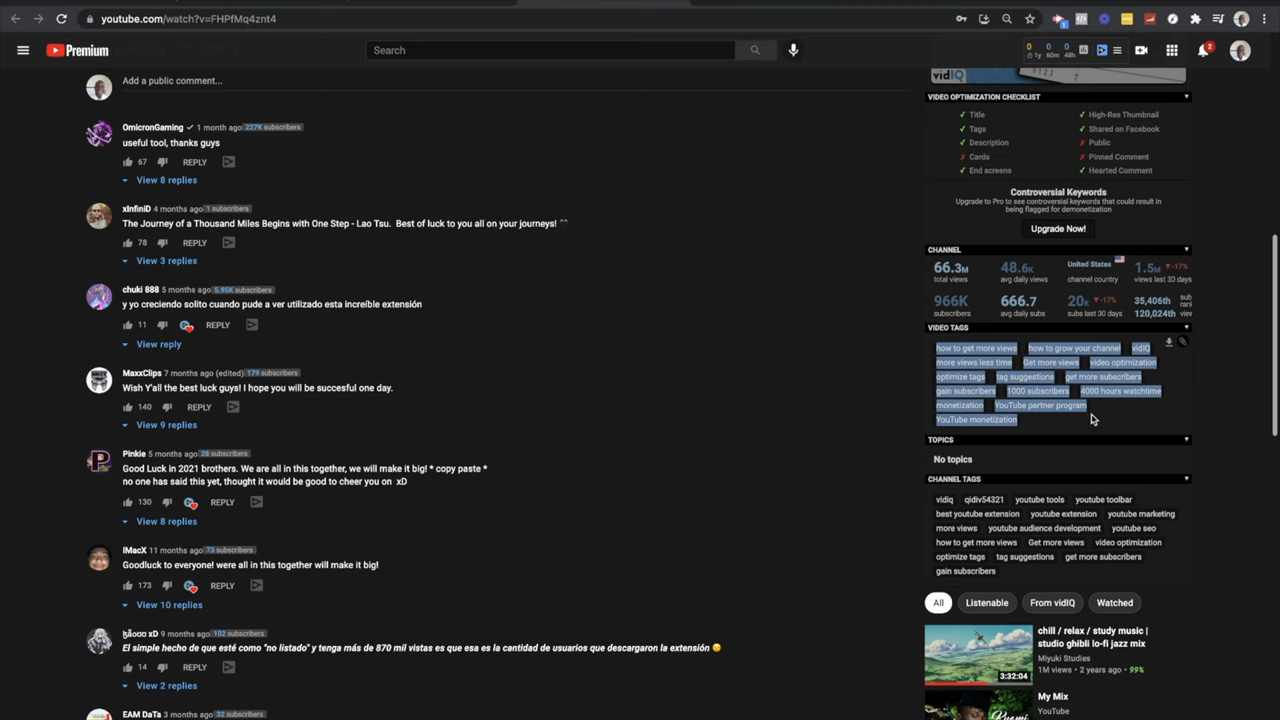 youtube.com/watch?v=FHPfMq4znt4
Premium
Search
0 0 0
1y 60m 48h
2
Add a public comment...
OmicronGaming 1 month ago 227K subscribers
useful tool, thanks guys
67 REPLY
View 8 replies
xInfiniD 4 months ago 1 subscribers
The Journey of a Thousand Miles Begins with One Step - Lao Tsu. Best of luck to you all on your journeys! ^^
78 REPLY
View 3 replies
chuki 888 5 months ago 5.95K subscribers
y yo creciendo solito cuando pude a ver utilizado esta increíble extensión
11 REPLY
View reply
MaxxClips 7 months ago (edited) 179 subscribers
Wish Y'all the best luck guys! I hope you will be succesful one day.
140 REPLY
View 9 replies
Pinkie 5 months ago 28 subscribers
Good Luck in 2021 brothers. We are all in this together, we will make it big! * copy paste *
no one has said this yet, thought it would be good to cheer you on xD
130 REPLY
View 8 replies
IMacX 11 months ago 73 subscribers
Goodluck to everyone! were all in this together will make it big!
173 REPLY
View 10 replies
xD 9 months ago 102 subscribers
El simple hecho de que esté como "no listado" y tenga más de 870 mil vistas es que esa es la cantidad de usuarios que descargaron la extensión
14 REPLY
View 2 replies
EAM DaTa 3 months ago 32 subscribers
vidIQ
VIDEO OPTIMIZATION CHECKLIST
✓ Title ✓ High-Res Thumbnail
✓ Tags ✓ Shared on Facebook
✓ Description ✗ Public
✗ Cards ✗ Pinned Comment
✓ End screens ✓ Hearted Comment
Controversial Keywords
Upgrade to Pro to see controversial keywords that could result in
being flagged for demonetization
Upgrade Now!
CHANNEL
66.3M 48.6K United States 1.5M -17%
total views avg daily views channel country views last 30 days
966K 666.7 20K -17% 35,406th sub
rank
subscribers avg daily subs subs last 30 days 120,024th view
VIDEO TAGS
how to get more views how to grow your channel vidIQ
more views less time Get more views video optimization
optimize tags tag suggestions get more subscribers
gain subscribers 1000 subscribers 4000 hours watchtime
monetization YouTube partner program
YouTube monetization
TOPICS
No topics
CHANNEL TAGS
vidiq qidiv54321 youtube tools youtube toolbar
best youtube extension youtube extension youtube marketing
more views youtube audience development youtube seo
how to get more views Get more views video optimization
optimize tags tag suggestions get more subscribers
gain subscribers
All Listenable From vidIQ Watched
chill / relax / study music |
studio ghibli lo-fi jazz mix
Miyuki Studies
1M views • 2 years ago • 99%
3:32:04
My Mix
YouTube